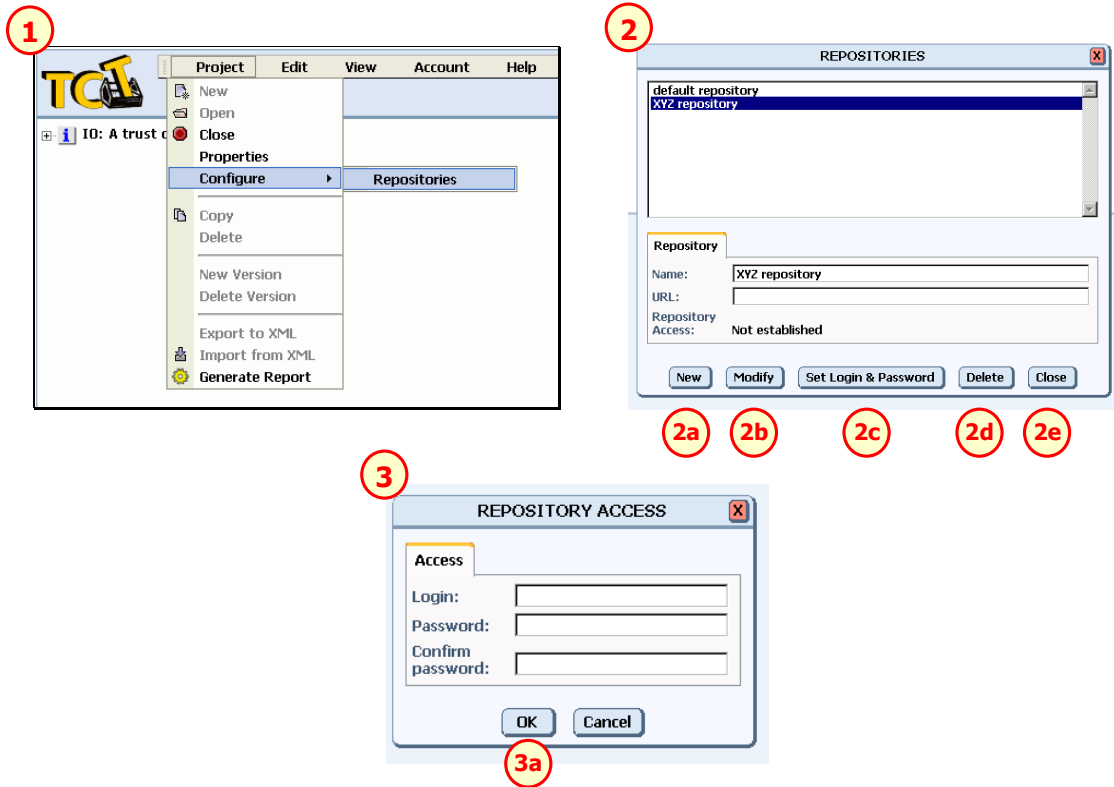 1
TCT
Project Edit View Account Help
New
Open
IO: A trust c
Close
Properties
Configure
Repositories
Copy
Delete
New Version
Delete Version
Export to XML
Import from XML
Generate Report
2
REPOSITORIES
X
default repository
XYZ repository
Repository
Name: XYZ repository
URL:
Repository
Access: Not established
New Modify Set Login & Password Delete Close
2a 2b 2c 2d 2e
3
REPOSITORY ACCESS
X
Access
Login:
Password:
Confirm
password:
OK Cancel
3a